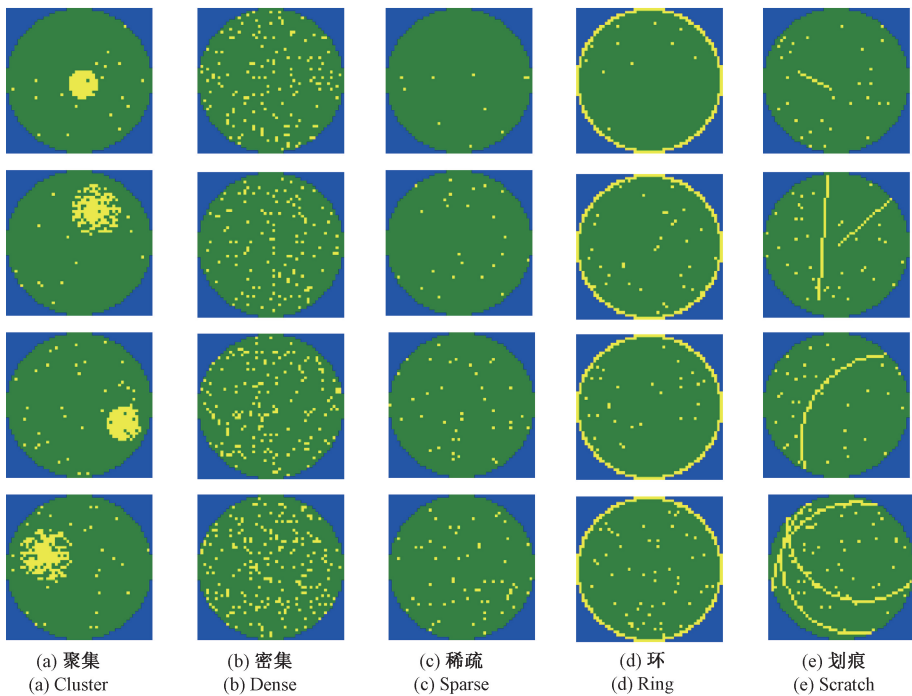 (a) 聚集
(a) Cluster
(b) 密集
(b) Dense
(c) 稀疏
(c) Sparse
(d) 环
(d) Ring
(e) 划痕
(e) Scratch